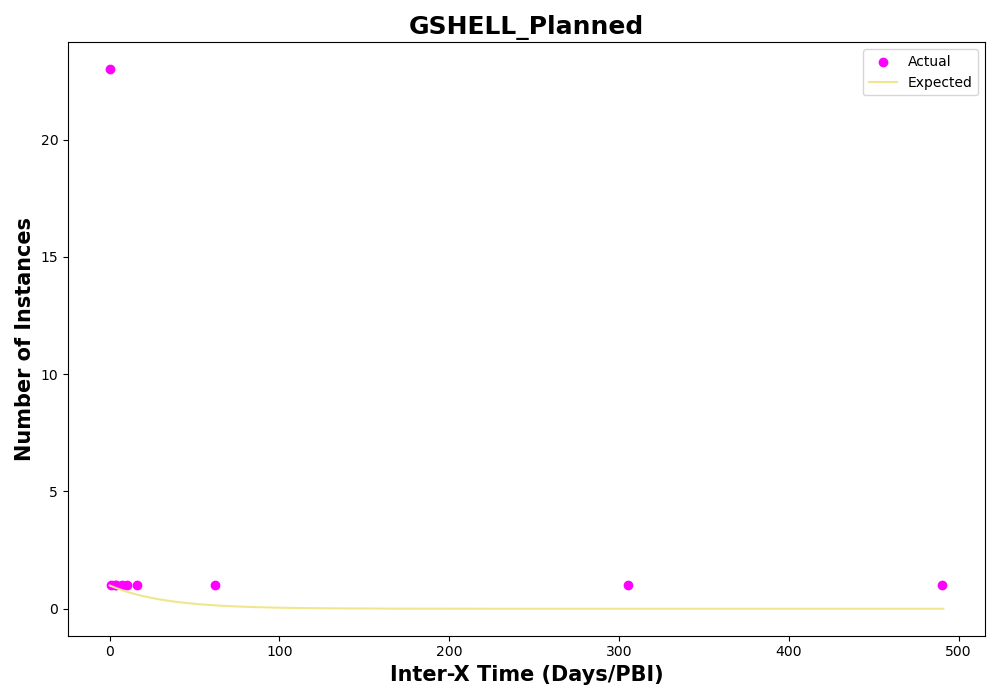 GSHELL_Planned
Actual
Expected
20
15
10
5
0
Number of Instances
0 100 200 300 400 500
Inter-X Time (Days/PBI)